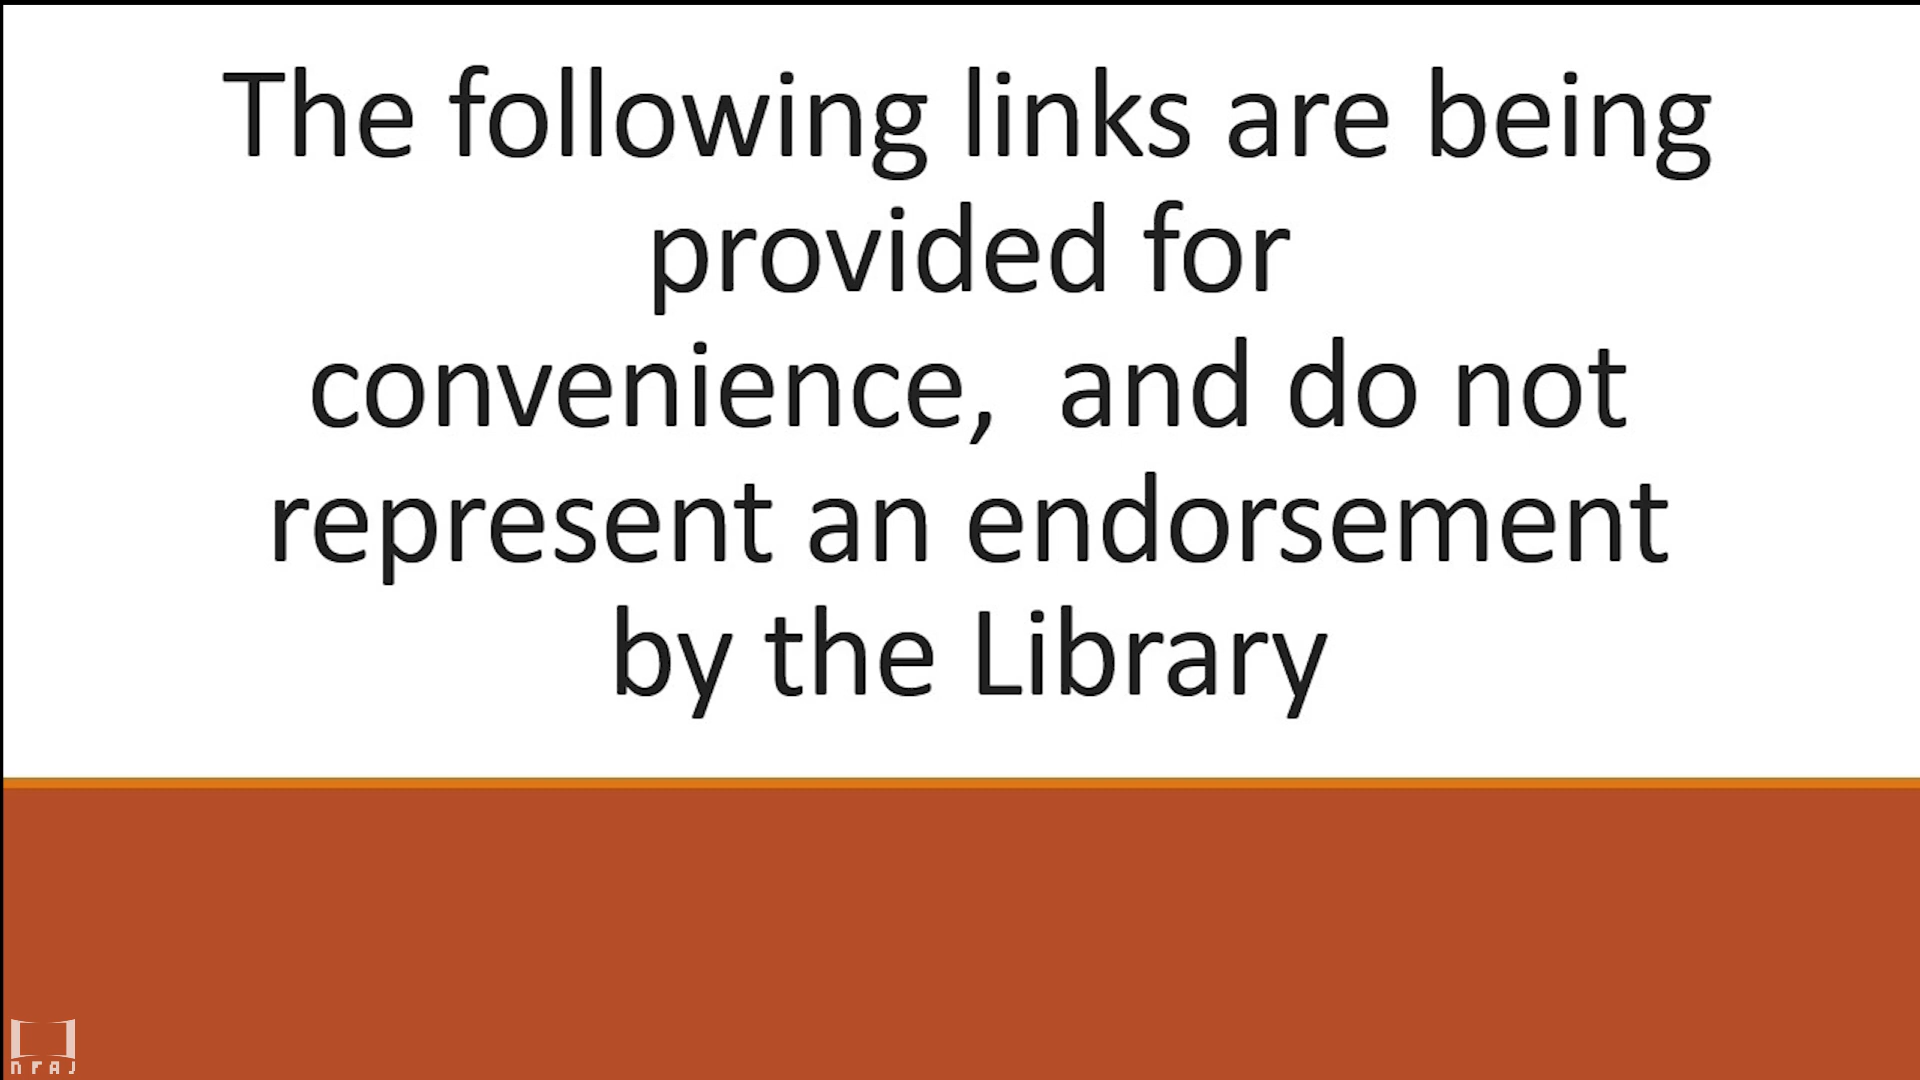 The following links are being
provided for
convenience,  and do not
represent an endorsement
by the Library